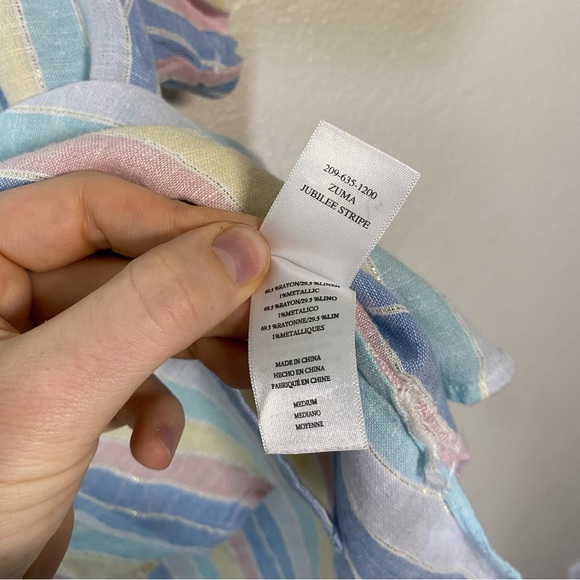 209-635-1200
ZUMA
JUBILEE STRIPE
69.5 %RAYON/29.5 %LINEN
1%METALLIC
69.5 %RAYON/29.5 %LINO
1%METALICO
69.5 %RAYONNE/29.5 %LIN
1%METALLIQUES
MADE IN CHINA
HECHO EN CHINA
FABRIQUÉ EN CHINE
MEDIUM
MEDIANO
MOYENNE